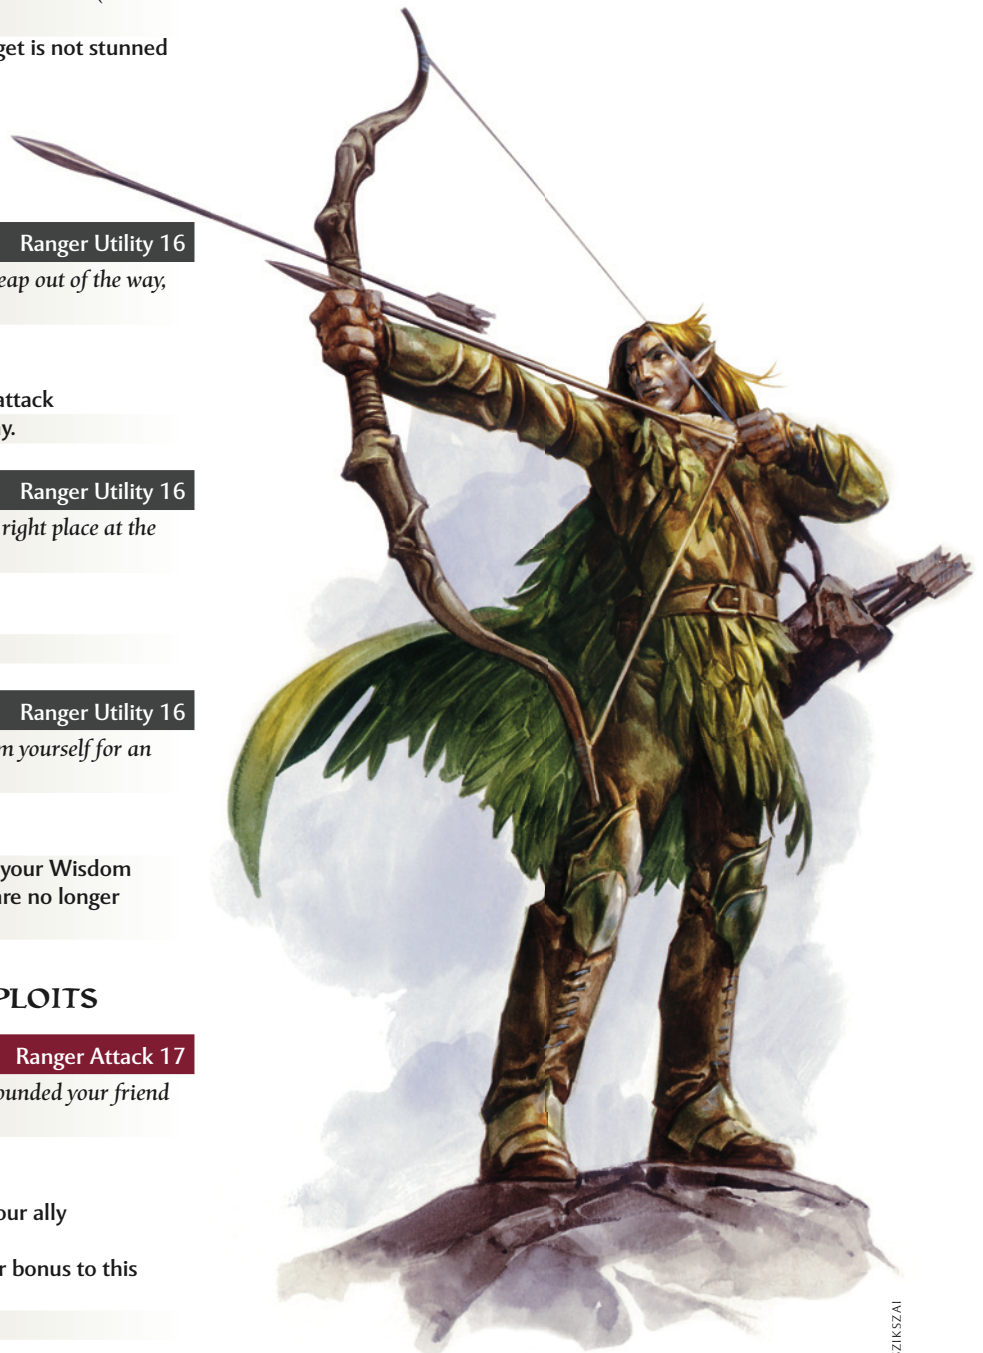 get is not stunned
Ranger Utility 16
eap out of the way,
attack
y.
Ranger Utility 16
right place at the
Ranger Utility 16
m yourself for an
your Wisdom
are no longer
PLOITS
Ranger Attack 17
ounded your friend
our ally
r bonus to this
ZIKSZAI